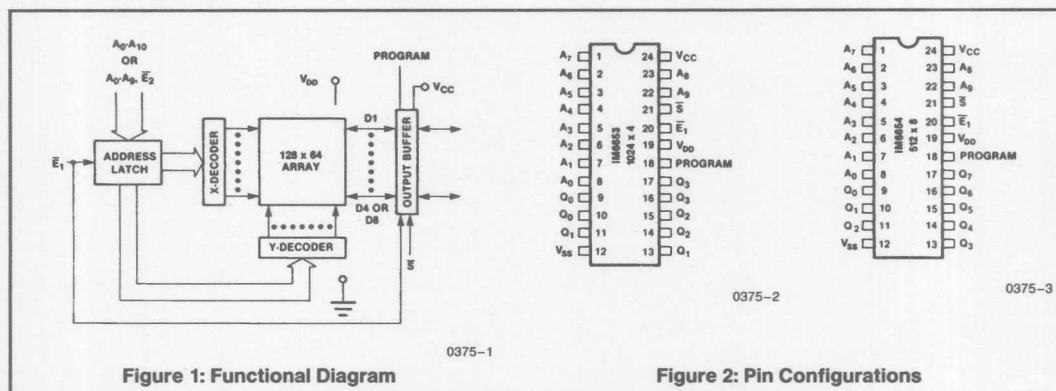 A0-A10
OR
A0-A9, E̅2
E̅1
ADDRESS
LATCH
X-DECODER
VDD
128 x 64
ARRAY
Y-DECODER
D1
D4 OR
D8
PROGRAM
VCC
OUTPUT BUFFER
S̅
0375-1
Figure 1: Functional Diagram
A7 1 24 VCC
A6 2 23 A8
A5 3 22 A9
A4 4 21 S̅
A3 5 20 E̅1
A2 6 19 VDD
A1 7 18 PROGRAM
A0 8 17 Q3
Q0 9 16 Q3
Q0 10 15 Q2
Q1 11 14 Q2
VSS 12 13 Q1
IM6653
1024 x 4
0375-2
A7 1 24 VCC
A6 2 23 A8
A5 3 22 A9
A4 4 21 S̅
A3 5 20 E̅1
A2 6 19 VDD
A1 7 18 PROGRAM
A0 8 17 Q7
Q0 9 16 Q6
Q1 10 15 Q5
Q2 11 14 Q4
VSS 12 13 Q3
IM6654
512 x 8
0375-3
Figure 2: Pin Configurations